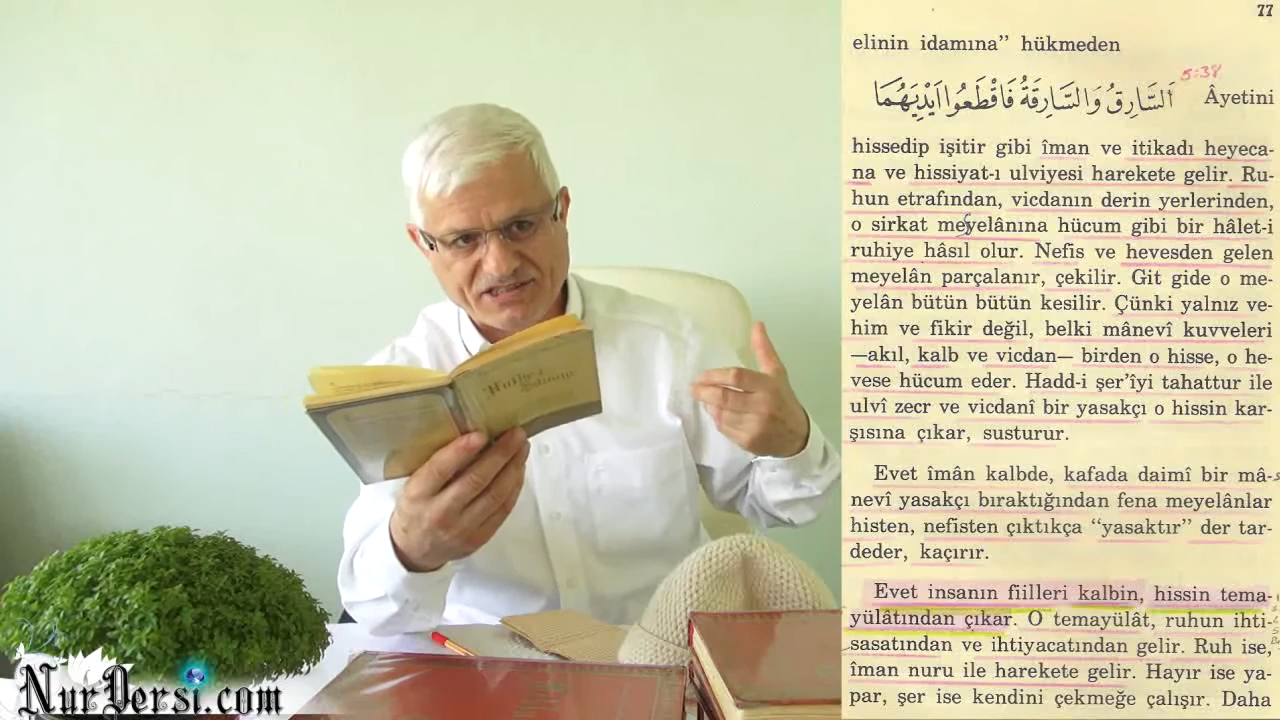 77
elinin idamına” hükmeden
5:38
اَلسَّارِقُ وَالسَّارِقَةُ فَاقْطَعُوا اَيْدِيَهُمَا Âyetini
hissedip işitir gibi îman ve itikadı heyeca-
na ve hissiyat-ı ulviyesi harekete gelir. Ru-
hun etrafından, vicdanın derin yerlerinden,
o sirkat meyelânına hücum gibi bir hâlet-i
ruhiye hâsıl olur. Nefis ve hevesden gelen
meyelân parçalanır, çekilir. Git gide o me-
yelân bütün bütün kesilir. Çünki yalnız ve-
him ve fikir değil, belki mânevî kuvveleri
—akıl, kalb ve vicdan— birden o hisse, o he-
vese hücum eder. Hadd-i şer’îyi tahattur ile
ulvî zecr ve vicdanî bir yasakçı o hissin kar-
şısına çıkar, susturur.
Evet îmân kalbde, kafada daimî bir mâ-
nevî yasakçı bıraktığından fena meyelânlar
histen, nefisten çıktıkça “yasaktır” der tar-
deder, kaçırır.
Evet insanın fiilleri kalbin, hissin tema-
yülâtından çıkar. O temayülât, ruhun ihti-
sasatından ve ihtiyacatından gelir. Ruh ise,
îman nuru ile harekete gelir. Hayır ise ya-
par, şer ise kendini çekmeğe çalışır. Daha
NurDersi.com